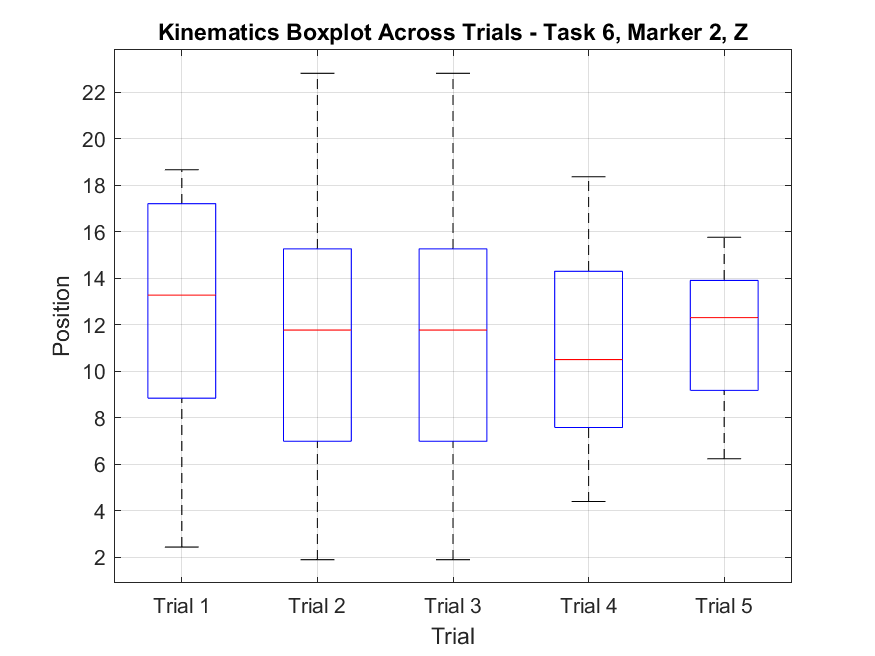 Kinematics Boxplot Across Trials - Task 6, Marker 2, Z
22
20
18
16
14
12
10
8
6
4
2
Position
Trial 1 Trial 2 Trial 3 Trial 4 Trial 5
Trial